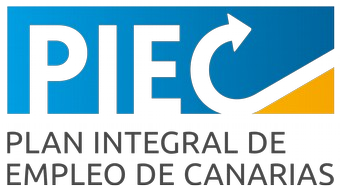 PIEC
PLAN INTEGRAL DE
EMPLEO DE CANARIAS